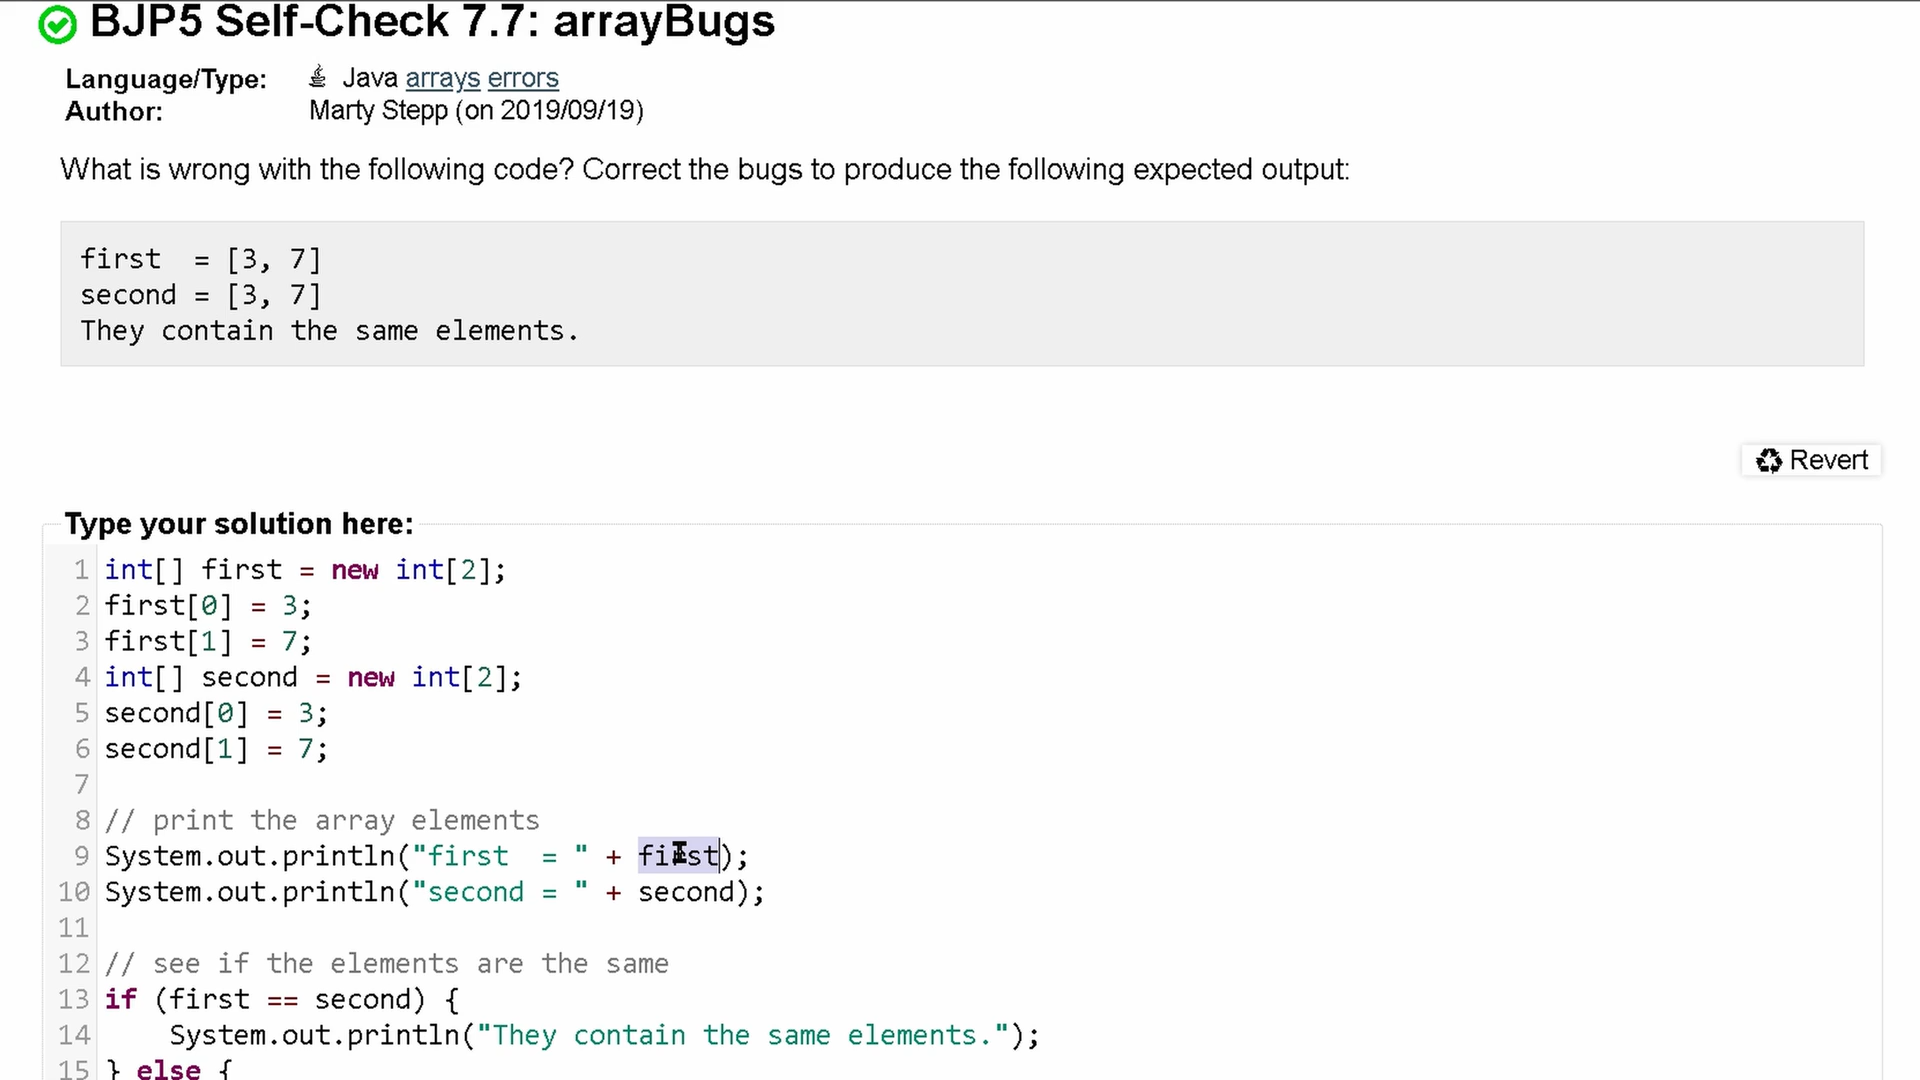 BJP5 Self-Check 7.7: arrayBugs
Language/Type: Java arrays errors
Author: Marty Stepp (on 2019/09/19)
What is wrong with the following code? Correct the bugs to produce the following expected output:
first  = [3, 7]
second = [3, 7]
They contain the same elements.
Revert
Type your solution here:
1 int[] first = new int[2];
2 first[0] = 3;
3 first[1] = 7;
4 int[] second = new int[2];
5 second[0] = 3;
6 second[1] = 7;
7
8 // print the array elements
9 System.out.println("first  = " + first);
10 System.out.println("second = " + second);
11
12 // see if the elements are the same
13 if (first == second) {
14     System.out.println("They contain the same elements.");
15 } else {